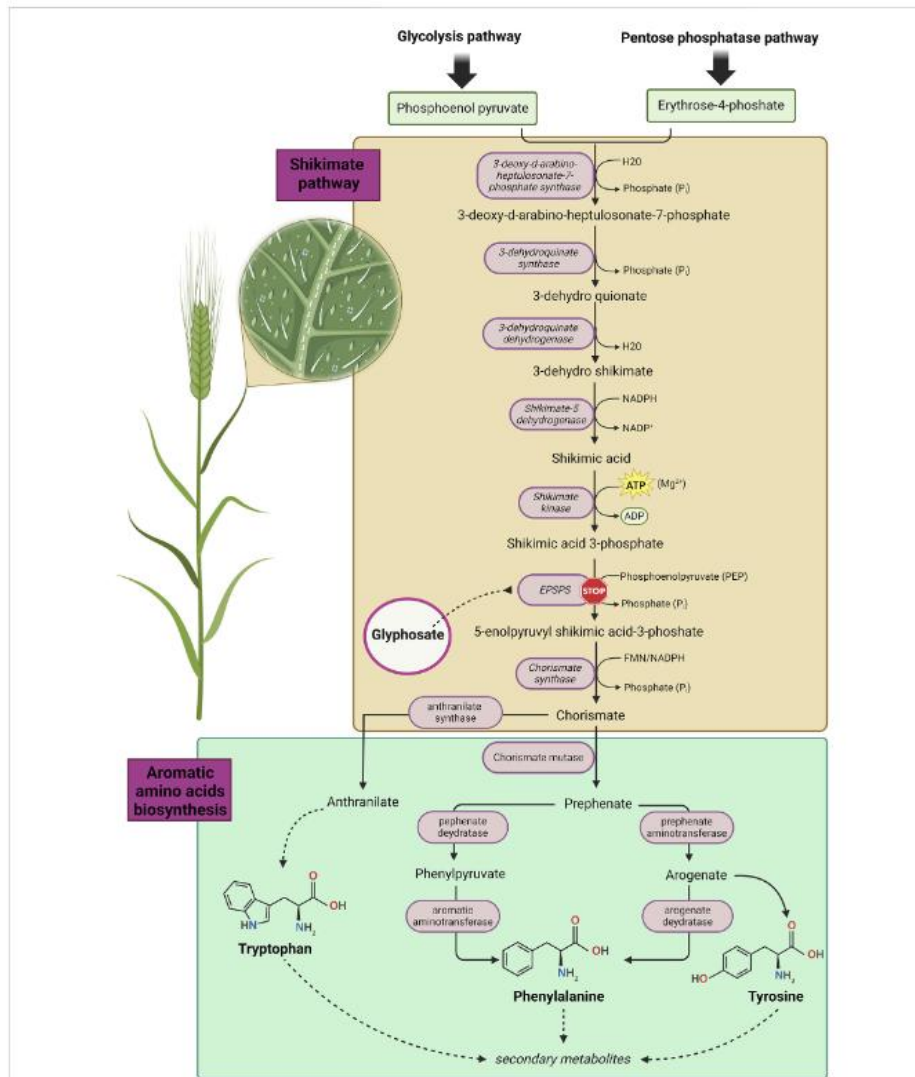 Glycolysis pathway
Pentose phosphatase pathway
Phosphoenol pyruvate
Erythrose-4-phoshate
Shikimate
pathway
3-deoxy-d-arabino-
heptulosonate-7-
phosphate synthase
H20
Phosphate (Pi)
3-deoxy-d-arabino-heptulosonate-7-phosphate
3-dehydroquinate
synthase
Phosphate (Pi)
3-dehydro quionate
3-dehydroquinate
dehydrogenase
H20
3-dehydro shikimate
Shikimate-5
dehydrogenase
NADPH
NADP⁺
Shikimic acid
Shikimate
kinase
ATP (Mg²⁺)
ADP
Shikimic acid 3-phosphate
EPSPS
STOP
Phosphoenolpyruvate (PEP)
Phosphate (Pi)
Glyphosate
5-enolpyruvyl shikimic acid-3-phoshate
Chorismate
synthase
FMN/NADPH
Phosphate (Pi)
anthranilate
synthase
Chorismate
Aromatic
amino acids
biosynthesis
Chorismate mutase
Anthranilate
Prephenate
pephenate
deydratase
prephenate
aminotransferase
Phenylpyruvate
Arogenate
aromatic
aminotransferase
arogenate
deydratase
O
OH
NH₂
N
H
Tryptophan
O
OH
NH₂
Phenylalanine
O
OH
NH₂
HO
Tyrosine
secondary metabolites